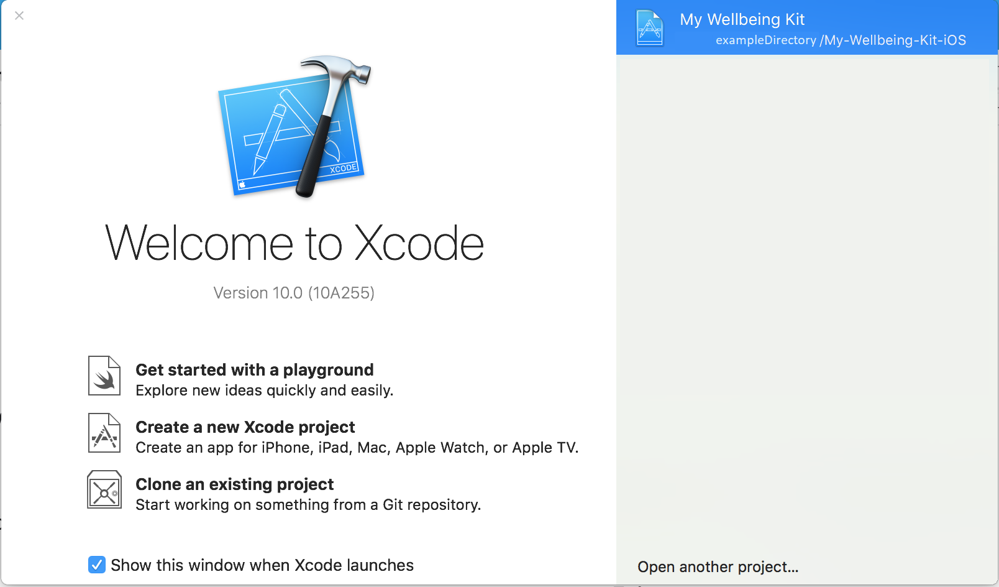 My Wellbeing Kit
exampleDirectory /My-Wellbeing-Kit-iOS
XCODE
Welcome to Xcode
Version 10.0 (10A255)
Get started with a playground
Explore new ideas quickly and easily.
Create a new Xcode project
Create an app for iPhone, iPad, Mac, Apple Watch, or Apple TV.
Clone an existing project
Start working on something from a Git repository.
Show this window when Xcode launches
Open another project...